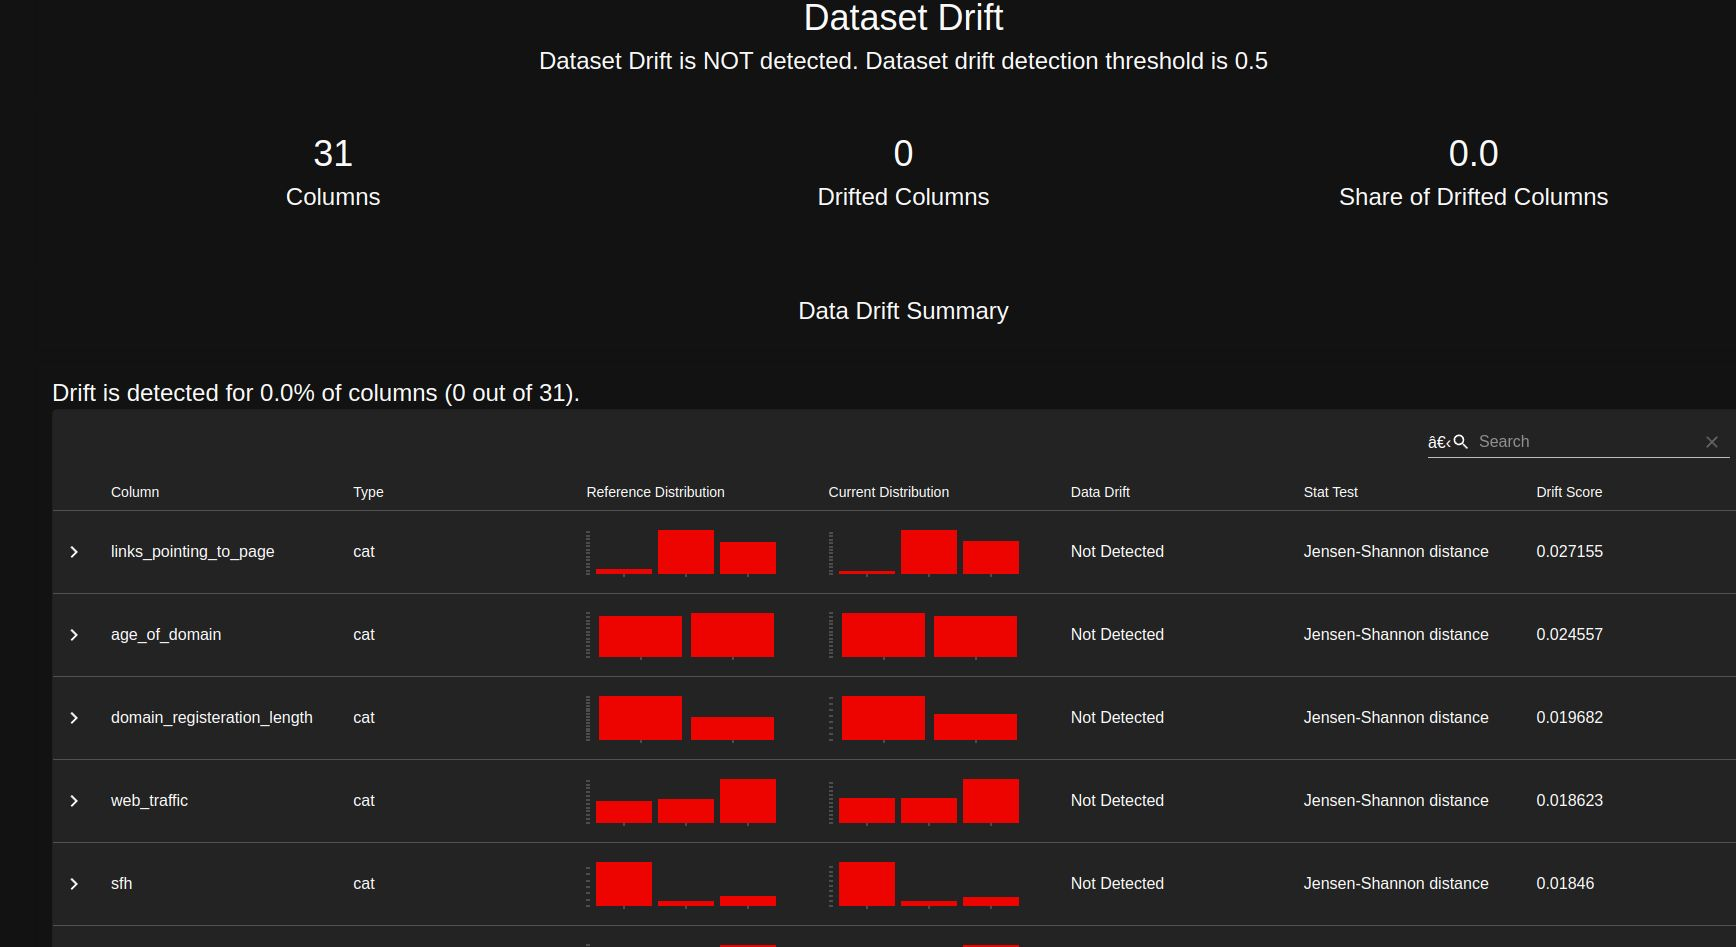 Dataset Drift
Dataset Drift is NOT detected. Dataset drift detection threshold is 0.5
31
Columns
0
Drifted Columns
0.0
Share of Drifted Columns
Data Drift Summary
Drift is detected for 0.0% of columns (0 out of 31).
â€‹ Search
Column Type Reference Distribution Current Distribution Data Drift Stat Test Drift Score
links_pointing_to_page cat Not Detected Jensen-Shannon distance 0.027155
age_of_domain cat Not Detected Jensen-Shannon distance 0.024557
domain_registeration_length cat Not Detected Jensen-Shannon distance 0.019682
web_traffic cat Not Detected Jensen-Shannon distance 0.018623
sfh cat Not Detected Jensen-Shannon distance 0.01846